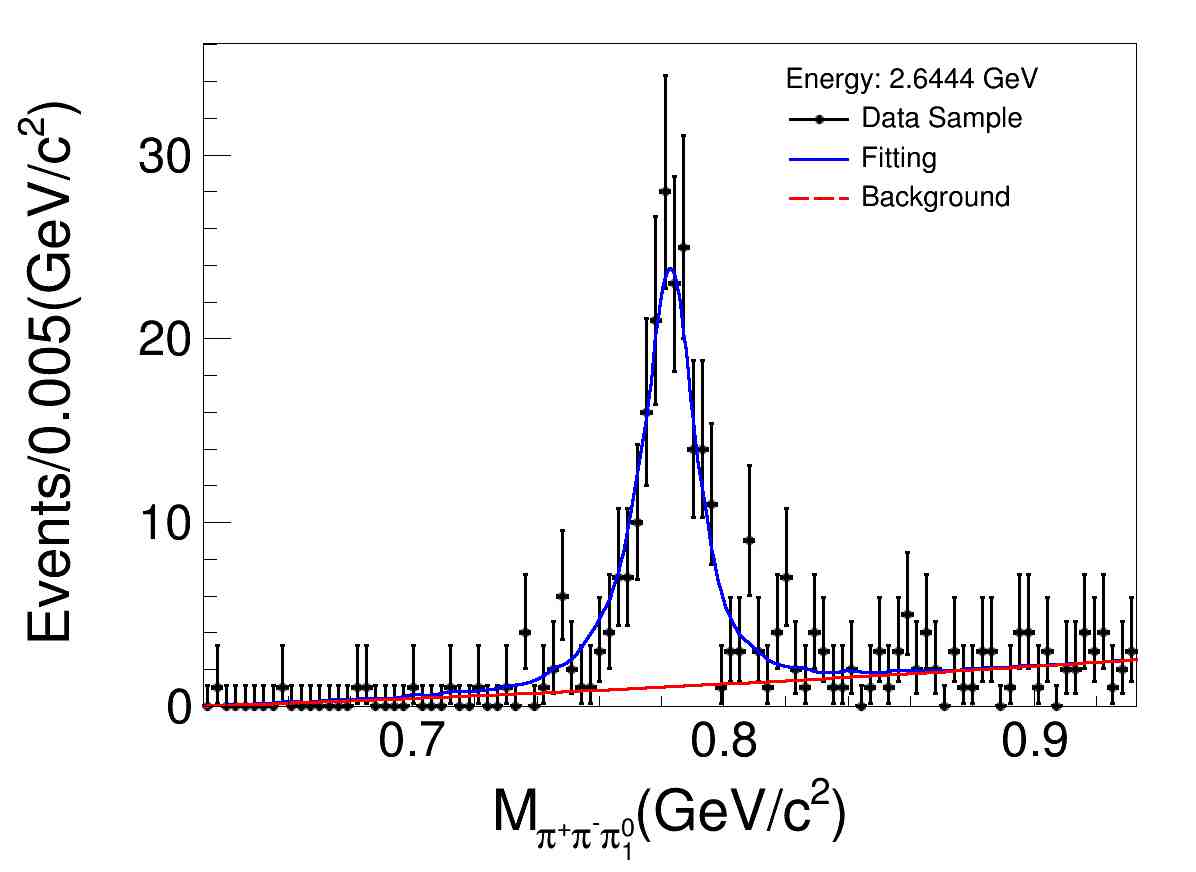 Energy: 2.6444 GeV
Data Sample
Fitting
Background
Events/0.005(GeV/c²)
30
20
10
0
0.7 0.8 0.9
M_{π⁺π⁻π⁰₁}(GeV/c²)